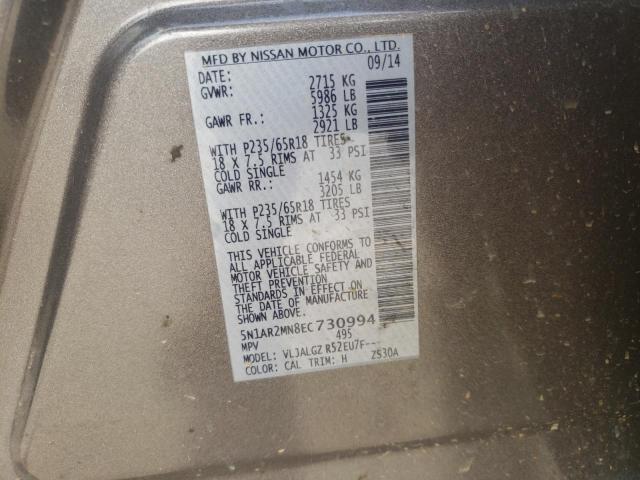 MFD BY NISSAN MOTOR CO., LTD.
DATE: 09/14
GVWR: 2715 KG
5986 LB
GAWR FR.: 1325 KG
2921 LB
WITH P235/65R18 TIRES
18 X 7.5 RIMS AT 33 PSI
COLD SINGLE
GAWR RR.: 1454 KG
3205 LB
WITH P235/65R18 TIRES
18 X 7.5 RIMS AT 33 PSI
COLD SINGLE
THIS VEHICLE CONFORMS TO
ALL APPLICABLE FEDERAL
MOTOR VEHICLE SAFETY AND
THEFT PREVENTION
STANDARDS IN EFFECT ON
THE DATE OF MANUFACTURE
SHOWN ABOVE.
5N1AR2MN8EC730994
MPV 495
MODEL: VLJALGZ R52EU7F---
COLOR: CAL TRIM: H Z530A